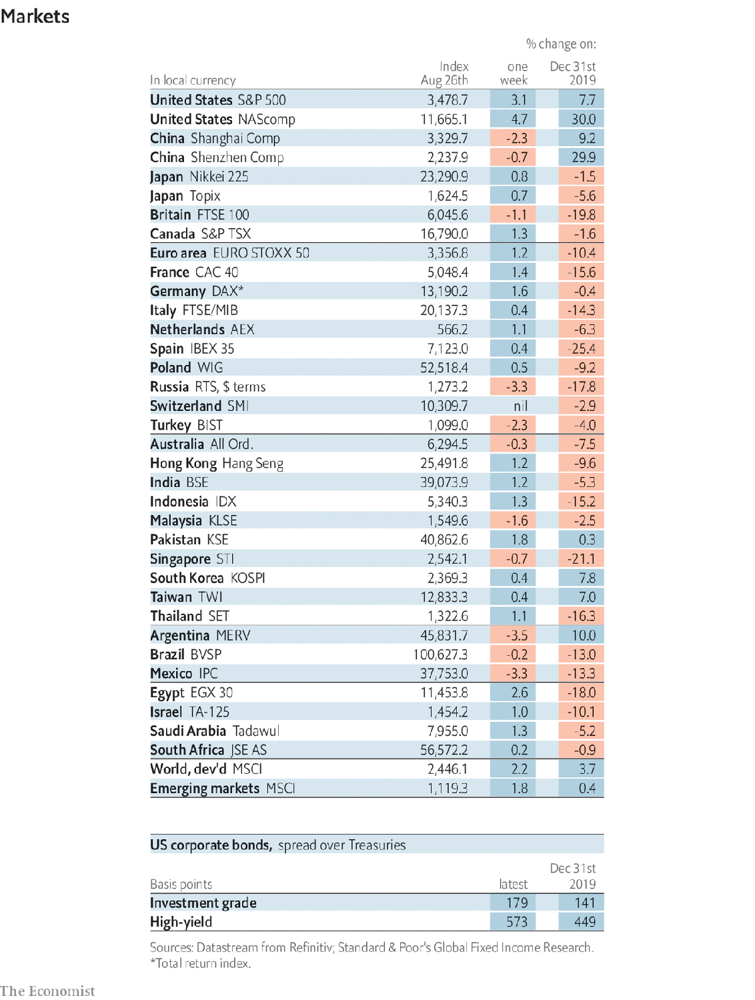 Markets
% change on:
Index one Dec 31st
In local currency Aug 26th week 2019
United States S&P 500 3,478.7 3.1 7.7
United States NAScomp 11,665.1 4.7 30.0
China Shanghai Comp 3,329.7 -2.3 9.2
China Shenzhen Comp 2,237.9 -0.7 29.9
Japan Nikkei 225 23,290.9 0.8 -1.5
Japan Topix 1,624.5 0.7 -5.6
Britain FTSE 100 6,045.6 -1.1 -19.8
Canada S&P TSX 16,790.0 1.3 -1.6
Euro area EURO STOXX 50 3,356.8 1.2 -10.4
France CAC 40 5,048.4 1.4 -15.6
Germany DAX* 13,190.2 1.6 -0.4
Italy FTSE/MIB 20,137.3 0.4 -14.3
Netherlands AEX 566.2 1.1 -6.3
Spain IBEX 35 7,123.0 0.4 -25.4
Poland WIG 52,518.4 0.5 -9.2
Russia RTS, $ terms 1,273.2 -3.3 -17.8
Switzerland SMI 10,309.7 nil -2.9
Turkey BIST 1,099.0 -2.3 -4.0
Australia All Ord. 6,294.5 -0.3 -7.5
Hong Kong Hang Seng 25,491.8 1.2 -9.6
India BSE 39,073.9 1.2 -5.3
Indonesia IDX 5,340.3 1.3 -15.2
Malaysia KLSE 1,549.6 -1.6 -2.5
Pakistan KSE 40,862.6 1.8 0.3
Singapore STI 2,542.1 -0.7 -21.1
South Korea KOSPI 2,369.3 0.4 7.8
Taiwan TWI 12,833.3 0.4 7.0
Thailand SET 1,322.6 1.1 -16.3
Argentina MERV 45,831.7 -3.5 10.0
Brazil BVSP 100,627.3 -0.2 -13.0
Mexico IPC 37,753.0 -3.3 -13.3
Egypt EGX 30 11,453.8 2.6 -18.0
Israel TA-125 1,454.2 1.0 -10.1
Saudi Arabia Tadawul 7,955.0 1.3 -5.2
South Africa JSE AS 56,572.2 0.2 -0.9
World, dev'd MSCI 2,446.1 2.2 3.7
Emerging markets MSCI 1,119.3 1.8 0.4
US corporate bonds, spread over Treasuries
Dec 31st
Basis points latest 2019
Investment grade 179 141
High-yield 573 449
Sources: Datastream from Refinitiv; Standard & Poor's Global Fixed Income Research.
*Total return index.
The Economist